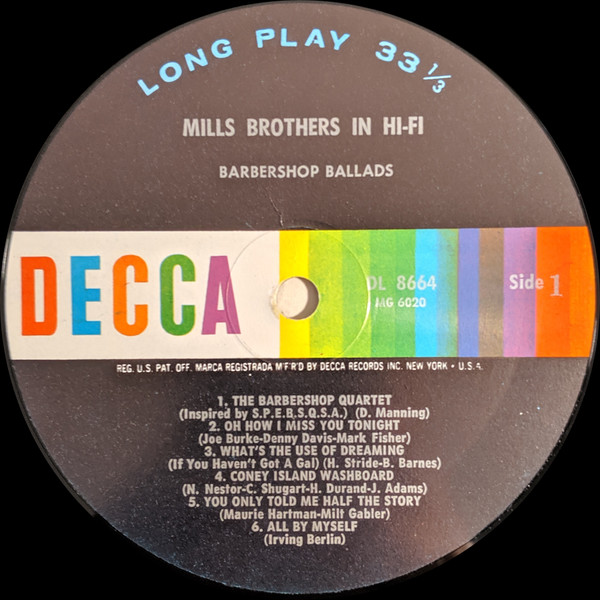 LONG PLAY 33 1/3
MILLS BROTHERS IN HI-FI
BARBERSHOP BALLADS
DECCA
DL 8664
MG 6020
Side 1
REG. U.S. PAT. OFF. MARCA REGISTRADA M'F'R'D BY DECCA RECORDS INC. NEW YORK • U.S.A.
1. THE BARBERSHOP QUARTET
(Inspired by S.P.E.B.S.Q.S.A.) (D. Manning)
2. OH HOW I MISS YOU TONIGHT
(Joe Burke-Denny Davis-Mark Fisher)
3. WHAT'S THE USE OF DREAMING
(If You Haven't Got A Gal) (H. Stride-B. Barnes)
4. CONEY ISLAND WASHBOARD
(N. Nestor-C. Shugart-H. Durand-J. Adams)
5. YOU ONLY TOLD ME HALF THE STORY
(Maurie Hartman-Milt Gabler)
6. ALL BY MYSELF
(Irving Berlin)